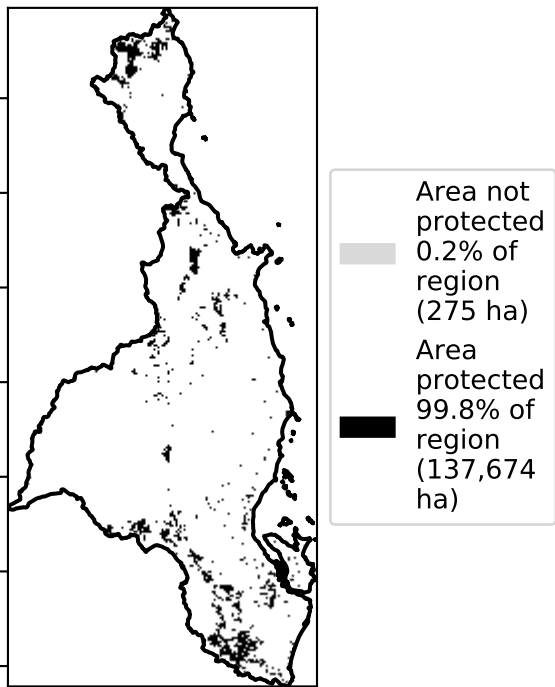 Area not
protected
0.2% of
region
(275 ha)
Area
protected
99.8% of
region
(137,674
ha)